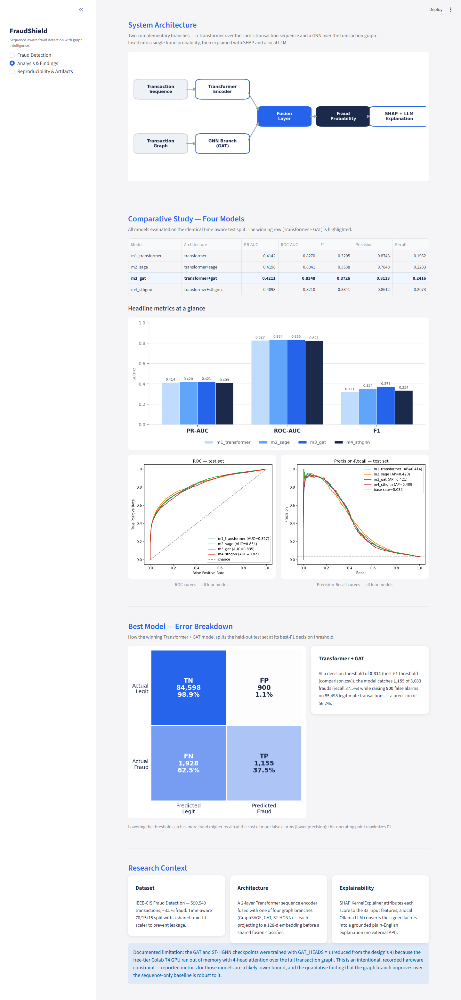 Deploy
FraudShield
Sequence-aware fraud detection with graph
intelligence
Fraud Detection
Analysis & Findings
Reproducibility & Artifacts
System Architecture
Two complementary branches — a Transformer over the card's transaction sequence and a GNN over the transaction graph —
fused into a single fraud probability, then explained with SHAP and a local LLM.
Transaction
Sequence
Transformer
Encoder
Fusion
Layer
Fraud
Probability
SHAP + LLM
Explanation
Transaction
Graph
GNN Branch
(GAT)
Comparative Study — Four Models
All models evaluated on the identical time-aware test split. The winning row (Transformer + GAT) is highlighted.
Model Architecture PR-AUC ROC-AUC F1 Precision Recall
m1_transformer transformer 0.4142 0.8270 0.3205 0.8743 0.1962
m2_sage transformer+sage 0.4198 0.8341 0.3538 0.7848 0.2283
m3_gat transformer+gat 0.4211 0.8348 0.3726 0.8133 0.2416
m4_sthgnn transformer+sthgnn 0.4093 0.8210 0.3341 0.8612 0.2073
Headline metrics at a glance
score
1.0
0.8
0.6
0.4
0.2
0.0
0.414 0.420 0.421 0.409
0.827 0.834 0.835 0.821
0.321 0.354 0.373 0.334
PR-AUC ROC-AUC F1
m1_transformer m2_sage m3_gat m4_sthgnn
ROC — test set
True Positive Rate
1.0
0.8
0.6
0.4
0.2
0.0
m1_transformer (AUC=0.827)
m2_sage (AUC=0.834)
m3_gat (AUC=0.835)
m4_sthgnn (AUC=0.821)
chance
0.0 0.2 0.4 0.6 0.8 1.0
False Positive Rate
ROC curves — all four models
Precision-Recall — test set
Precision
1.0
0.8
0.6
0.4
0.2
0.0
m1_transformer (AP=0.414)
m2_sage (AP=0.420)
m3_gat (AP=0.421)
m4_sthgnn (AP=0.409)
base rate=0.035
0.0 0.2 0.4 0.6 0.8 1.0
Recall
Precision-Recall curves — all four models
Best Model — Error Breakdown
How the winning Transformer + GAT model splits the held-out test set at its best-F1 decision threshold.
Actual
Legit
TN
84,598
98.9%
FP
900
1.1%
Actual
Fraud
FN
1,928
62.5%
TP
1,155
37.5%
Predicted
Legit
Predicted
Fraud
Transformer + GAT
At a decision threshold of 0.314 (best-F1 threshold
(comparison.csv)), the model catches 1,155 of 3,083
frauds (recall 37.5%) while raising 900 false alarms
on 85,498 legitimate transactions — a precision of
56.2%.
Lowering the threshold catches more fraud (higher recall) at the cost of more false alarms (lower precision); this operating point maximizes F1.
Research Context
Dataset
IEEE-CIS Fraud Detection — 590,540
transactions, ~3.5% fraud. Time-aware
70/15/15 split with a shared train-fit
scaler to prevent leakage.
Architecture
A 2-layer Transformer sequence encoder
fused with one of four graph branches
(GraphSAGE, GAT, ST-HGNN) — each
projecting to a 128-d embedding before a
shared fusion classifier.
Explainability
SHAP KernelExplainer attributes each
score to the 32 input features; a local
Ollama LLM converts the signed factors
into a grounded plain-English
explanation (no external API).
Documented limitation: the GAT and ST-HGNN checkpoints were trained with GAT_HEADS = 1 (reduced from the design's 4) because the
free-tier Colab T4 GPU ran out of memory with 4-head attention over the full transaction graph. This is an intentional, recorded hardware
constraint — reported metrics for those models are a likely lower bound, and the qualitative finding that the graph branch improves over
the sequence-only baseline is robust to it.